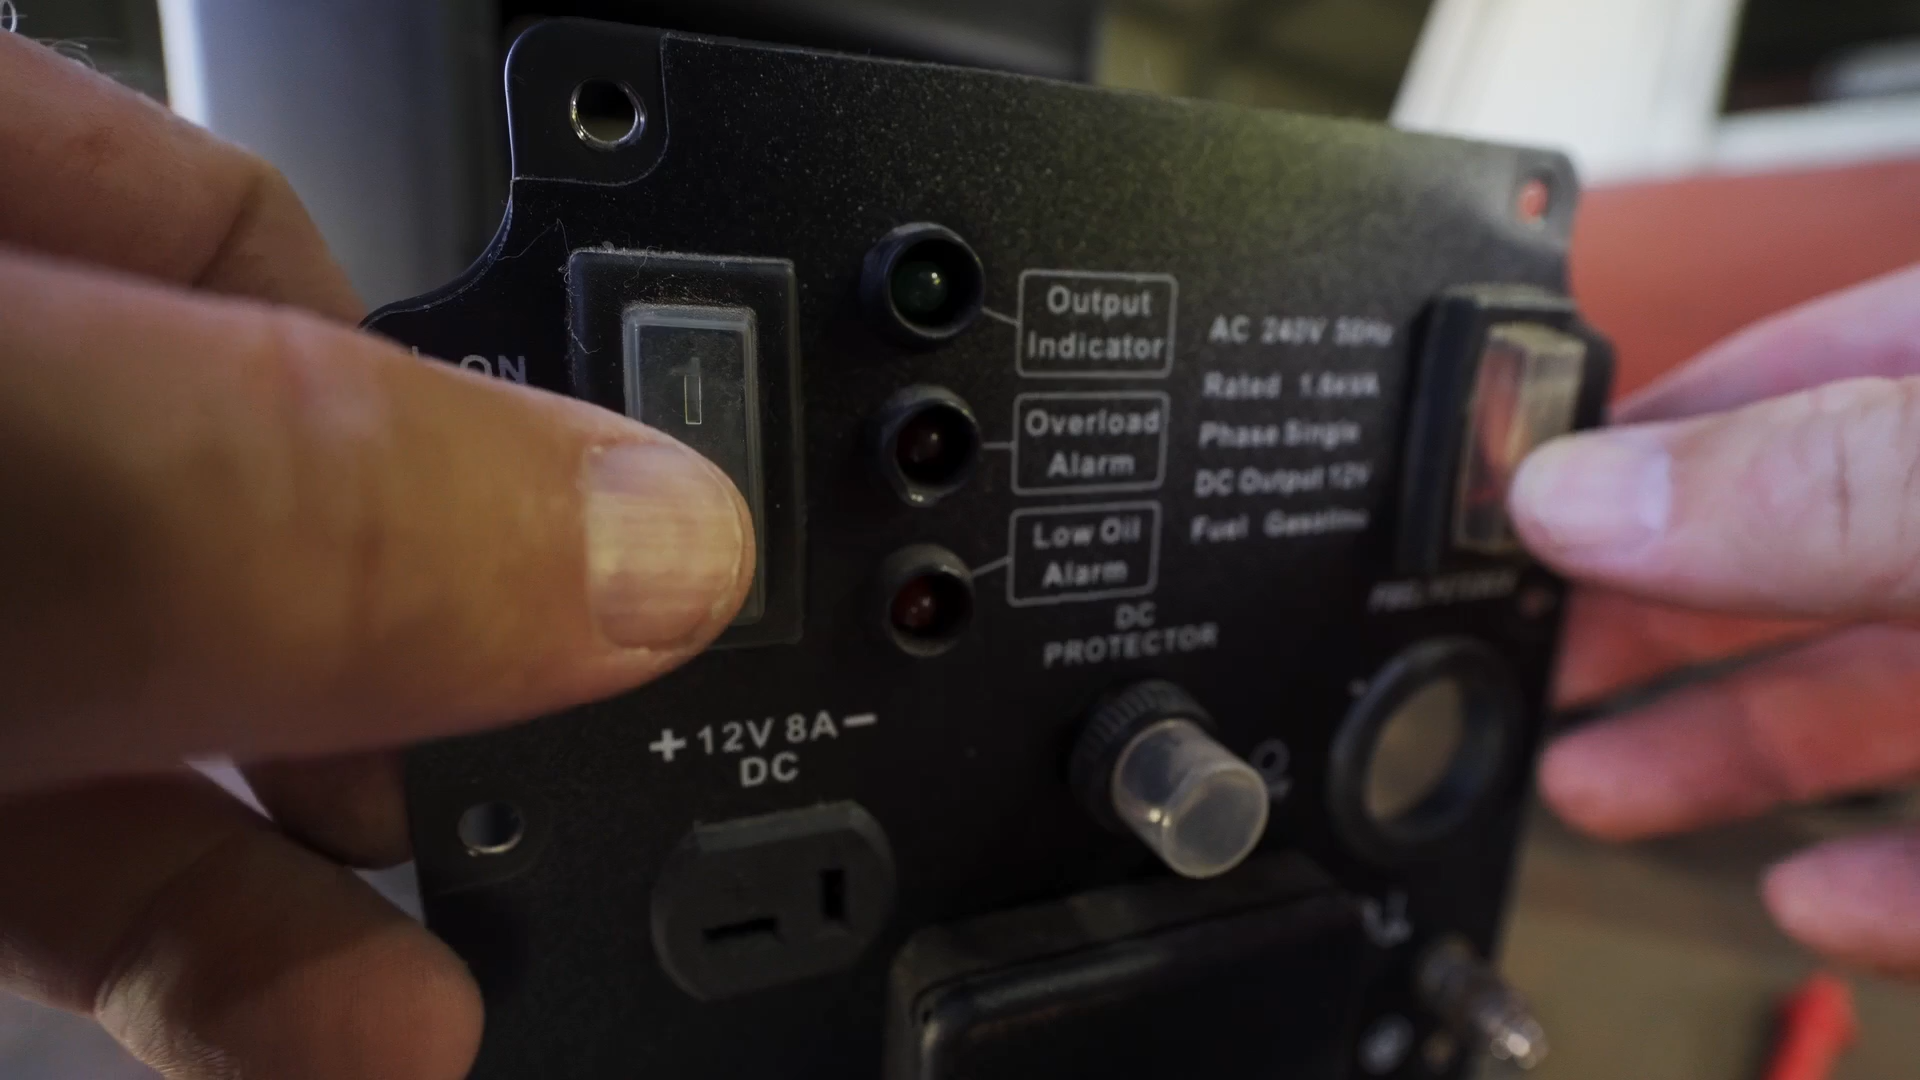 ON
Output
Indicator
Overload
Alarm
Low Oil
Alarm
AC 240V 50Hz
Rated
Phase Single
DC Output 12V
Fuel Gasoline
DC
PROTECTOR
+ 12V 8A −
DC